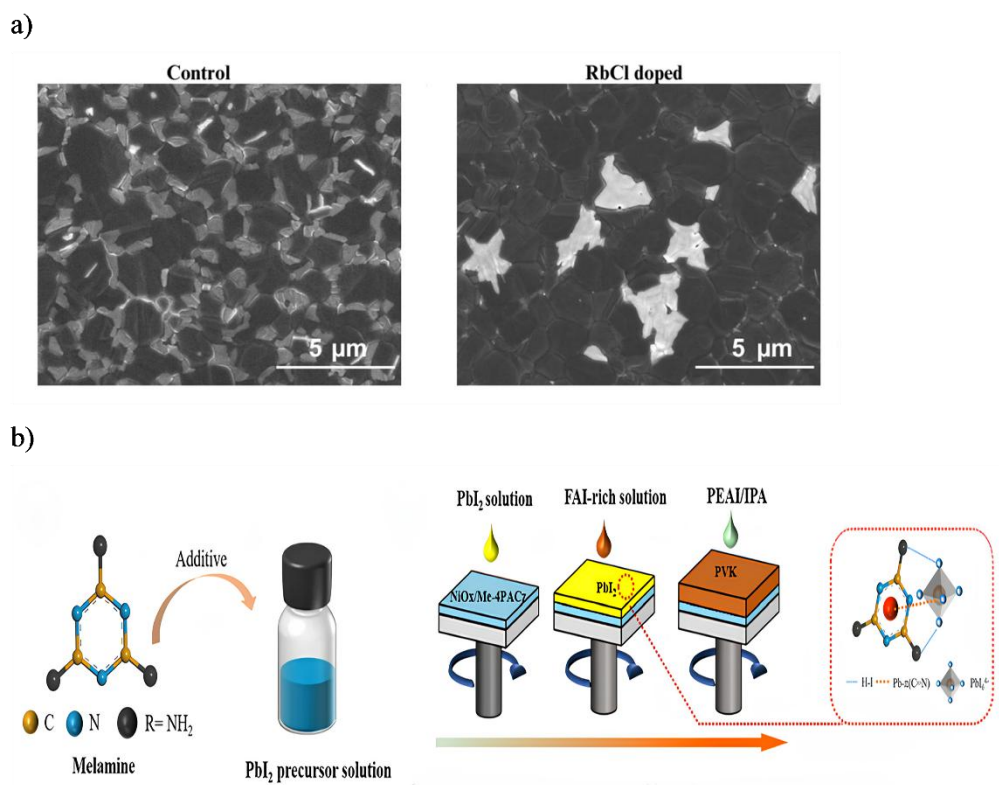 a)
Control
RbCl doped
5 µm
5 µm
b)
PbI₂ solution
FAI-rich solution
PEAI/IPA
Additive
NiOx/Me-4PACz
PbI₂
PVK
C
N
R= NH₂
Melamine
PbI₂ precursor solution
H-I
Pb-π(C=N)
PbI₆⁴⁻